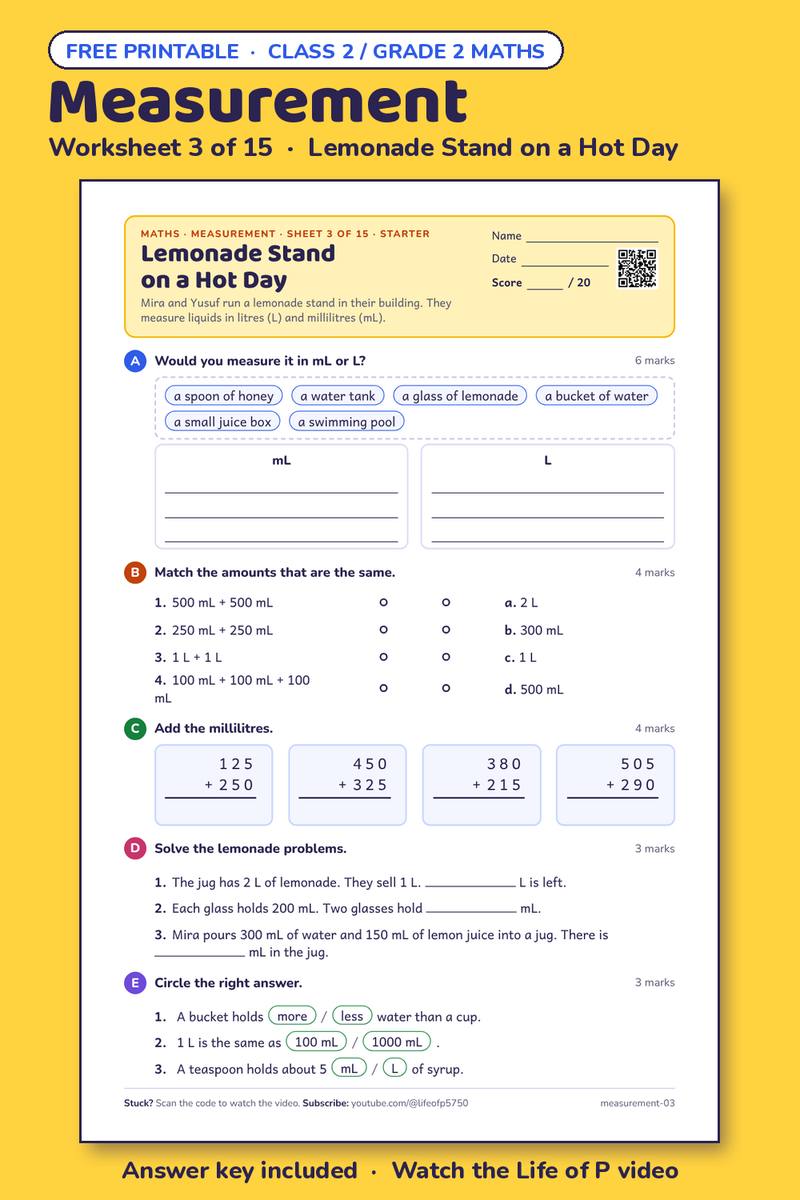 FREE PRINTABLE · CLASS 2 / GRADE 2 MATHS
Measurement
Worksheet 3 of 15 · Lemonade Stand on a Hot Day
MATHS · MEASUREMENT · SHEET 3 OF 15 · STARTER
Lemonade Stand
on a Hot Day
Mira and Yusuf run a lemonade stand in their building. They
measure liquids in litres (L) and millilitres (mL).
Name ____________
Date ____________
Score _____ / 20
A Would you measure it in mL or L? 6 marks
a spoon of honey a water tank a glass of lemonade a bucket of water
a small juice box a swimming pool
mL L
B Match the amounts that are the same. 4 marks
1. 500 mL + 500 mL a. 2 L
2. 250 mL + 250 mL b. 300 mL
3. 1 L + 1 L c. 1 L
4. 100 mL + 100 mL + 100
mL d. 500 mL
C Add the millilitres. 4 marks
125 450 380 505
+ 250 + 325 + 215 + 290
D Solve the lemonade problems. 3 marks
1. The jug has 2 L of lemonade. They sell 1 L. ____________ L is left.
2. Each glass holds 200 mL. Two glasses hold ____________ mL.
3. Mira pours 300 mL of water and 150 mL of lemon juice into a jug. There is
____________ mL in the jug.
E Circle the right answer. 3 marks
1. A bucket holds more / less water than a cup.
2. 1 L is the same as 100 mL / 1000 mL .
3. A teaspoon holds about 5 mL / L of syrup.
Stuck? Scan the code to watch the video. Subscribe: youtube.com/@lifeofp5750 measurement-03
Answer key included · Watch the Life of P video